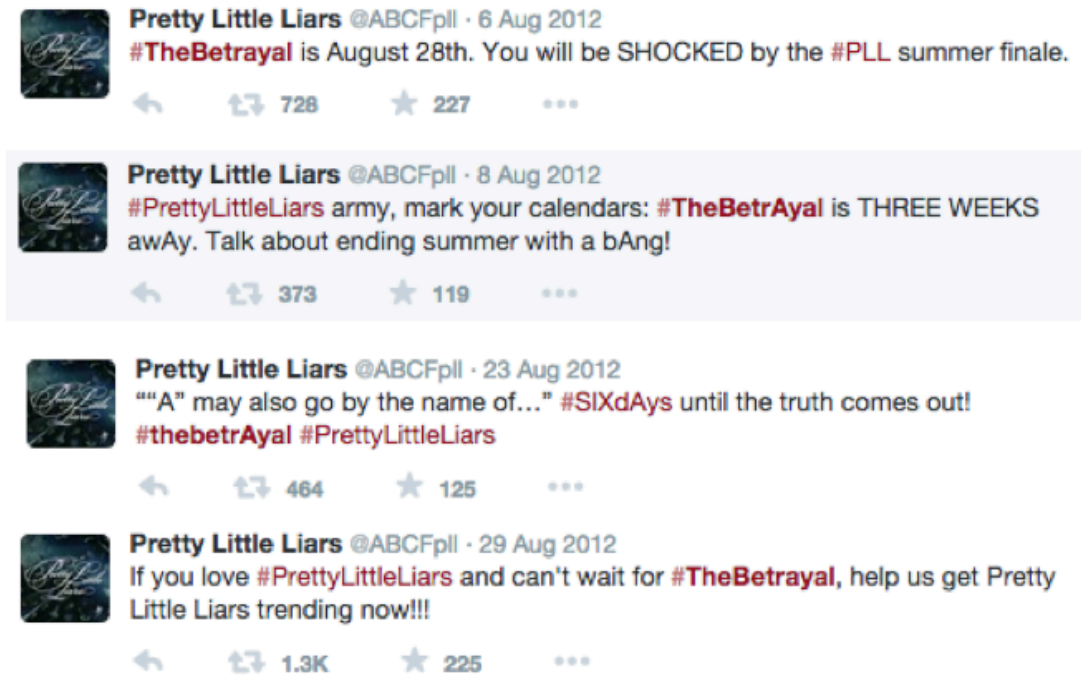 Pretty Little Liars @ABCFpll · 6 Aug 2012
#TheBetrayal is August 28th. You will be SHOCKED by the #PLL summer finale.
728 227
Pretty Little Liars @ABCFpll · 8 Aug 2012
#PrettyLittleLiars army, mark your calendars: #TheBetrAyal is THREE WEEKS
awAy. Talk about ending summer with a bAng!
373 119
Pretty Little Liars @ABCFpll · 23 Aug 2012
““A” may also go by the name of...” #SIXdAys until the truth comes out!
#thebetrAyal #PrettyLittleLiars
464 125
Pretty Little Liars @ABCFpll · 29 Aug 2012
If you love #PrettyLittleLiars and can't wait for #TheBetrayal, help us get Pretty
Little Liars trending now!!!
1.3K 225